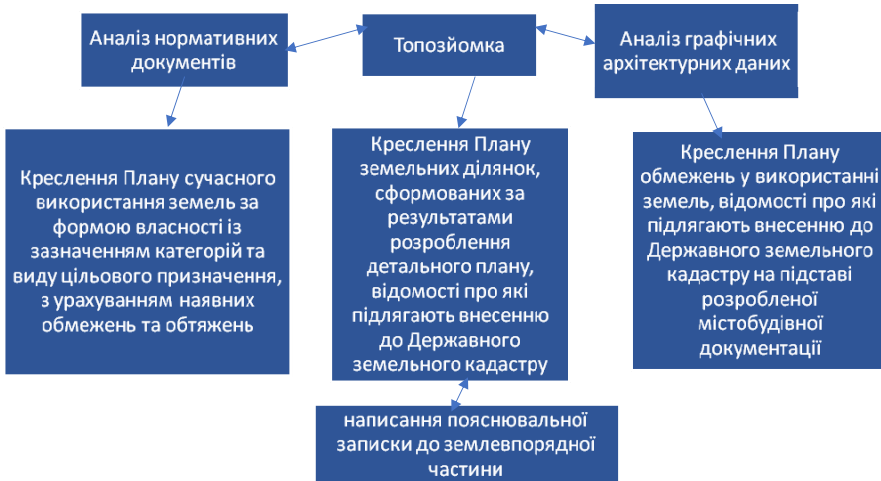 Аналіз нормативних
документів
Топозйомка
Аналіз графічних
архітектурних даних
Креслення Плану сучасного
використання земель за
формою власності із
зазначенням категорій та
виду цільового призначення,
з урахуванням наявних
обмежень та обтяжень
Креслення Плану
земельних ділянок,
сформованих за
результатами
розроблення
детального плану,
відомості про які
підлягають внесенню
до Державного
земельного кадастру
Креслення Плану
обмежень у використанні
земель, відомості про які
підлягають внесенню до
Державного земельного
кадастру на підставі
розробленої
містобудівної
документації
написання пояснювальної
записки до землевпорядної
частини